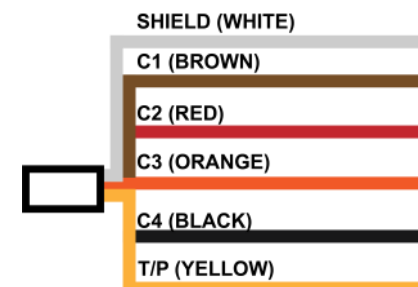 SHIELD (WHITE)
C1 (BROWN)
C2 (RED)
C3 (ORANGE)
C4 (BLACK)
T/P (YELLOW)